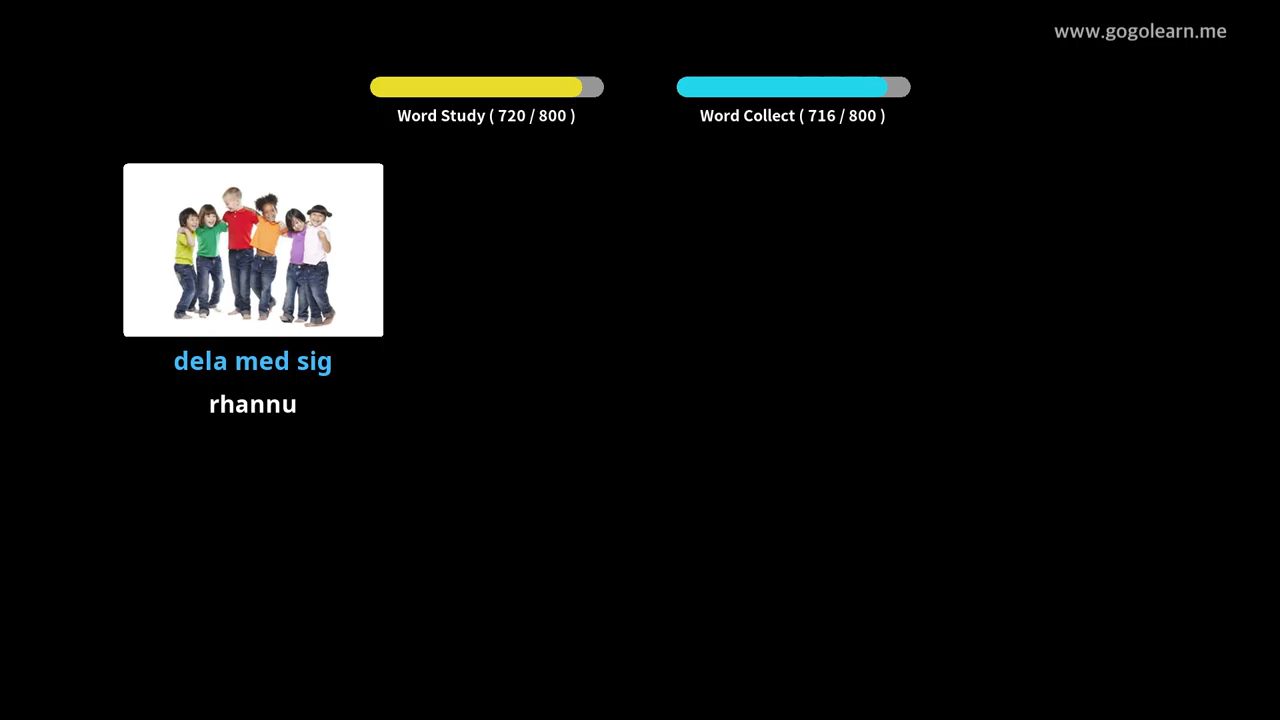 www.gogolearn.me
Word Study ( 720 / 800 )
Word Collect ( 716 / 800 )
dela med sig
rhannu